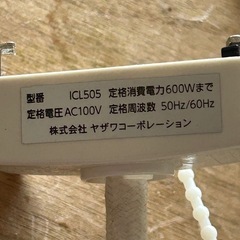 型番 ICL505 定格消費電力600Wまで
定格電圧AC100V 定格周波数 50Hz/60Hz
株式会社 ヤザワコーポレーション